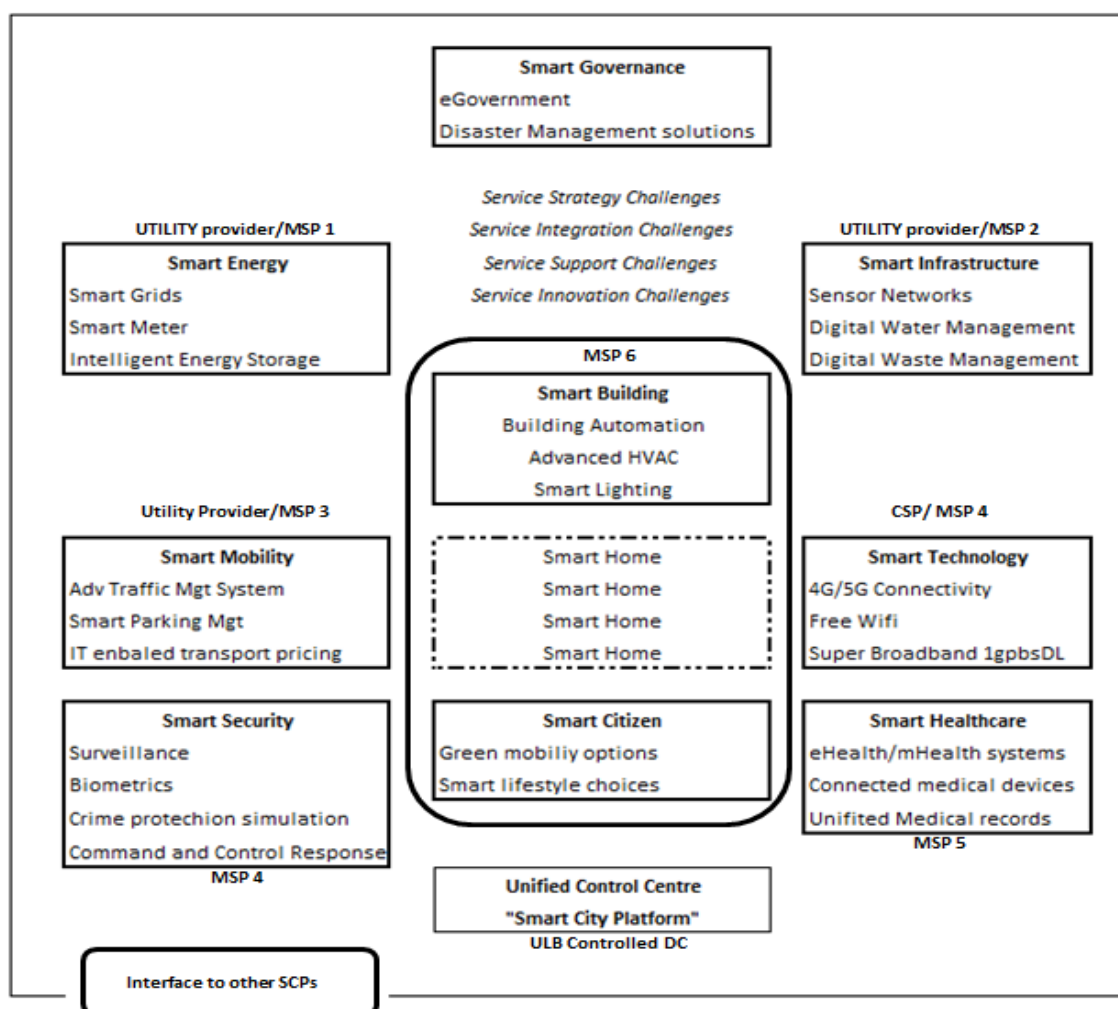 Smart Governance
eGovernment
Disaster Management solutions
Service Strategy Challenges
Service Integration Challenges
Service Support Challenges
Service Innovation Challenges
UTILITY provider/MSP 1
Smart Energy
Smart Grids
Smart Meter
Intelligent Energy Storage
UTILITY provider/MSP 2
Smart Infrastructure
Sensor Networks
Digital Water Management
Digital Waste Management
MSP 6
Smart Building
Building Automation
Advanced HVAC
Smart Lighting
Utility Provider/MSP 3
Smart Mobility
Adv Traffic Mgt System
Smart Parking Mgt
IT enbaled transport pricing
Smart Home
Smart Home
Smart Home
Smart Home
CSP/ MSP 4
Smart Technology
4G/5G Connectivity
Free Wifi
Super Broadband 1gpbsDL
Smart Security
Surveillance
Biometrics
Crime protechion simulation
Command and Control Response
MSP 4
Smart Citizen
Green mobiliy options
Smart lifestyle choices
Smart Healthcare
eHealth/mHealth systems
Connected medical devices
Unifited Medical records
MSP 5
Unified Control Centre
"Smart City Platform"
ULB Controlled DC
Interface to other SCPs